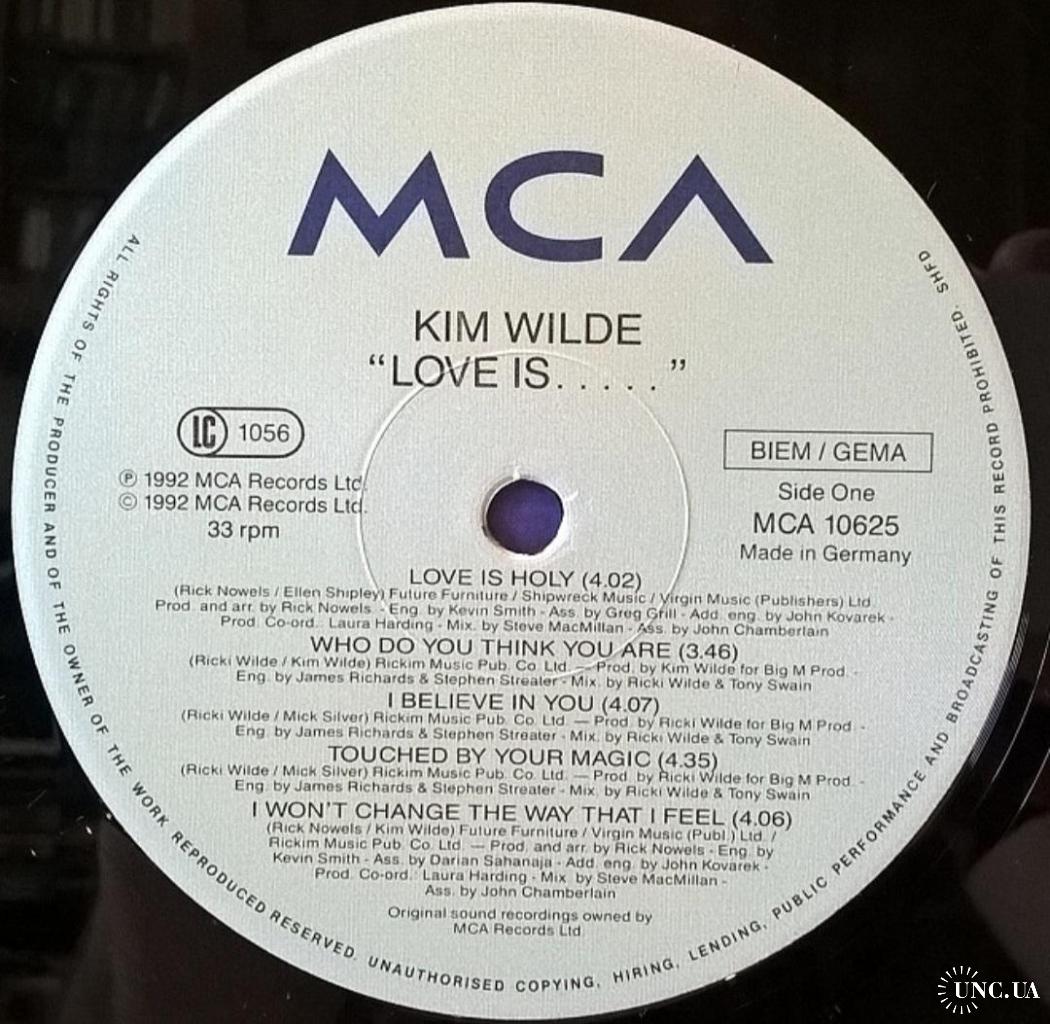 MCA
KIM WILDE
“LOVE IS. . . . . ”
LC 1056
℗ 1992 MCA Records Ltd.
© 1992 MCA Records Ltd.
33 rpm
BIEM / GEMA
Side One
MCA 10625
Made in Germany
LOVE IS HOLY (4.02)
(Rick Nowels / Ellen Shipley) Future Furniture / Shipwreck Music / Virgin Music (Publishers) Ltd.
Prod. and arr. by Rick Nowels - Eng. by Kevin Smith - Ass. by Greg Grill - Add. eng. by John Kovarek -
Prod. Co-ord.: Laura Harding - Mix. by Steve MacMillan - Ass. by John Chamberlain
WHO DO YOU THINK YOU ARE (3.46)
(Ricki Wilde / Kim Wilde) Rickim Music Pub. Co. Ltd. — Prod. by Kim Wilde for Big M Prod. -
Eng. by James Richards & Stephen Streater - Mix. by Ricki Wilde & Tony Swain
I BELIEVE IN YOU (4.07)
(Ricki Wilde / Mick Silver) Rickim Music Pub. Co. Ltd. — Prod. by Ricki Wilde for Big M Prod. -
Eng. by James Richards & Stephen Streater - Mix. by Ricki Wilde & Tony Swain
TOUCHED BY YOUR MAGIC (4.35)
(Ricki Wilde / Mick Silver) Rickim Music Pub. Co. Ltd. — Prod. by Ricki Wilde for Big M Prod. -
Eng. by James Richards & Stephen Streater - Mix. by Ricki Wilde & Tony Swain
I WON'T CHANGE THE WAY THAT I FEEL (4.06)
(Rick Nowels / Kim Wilde) Future Furniture / Virgin Music (Publ.) Ltd. /
Rickim Music Pub. Co. Ltd. — Prod. and arr. by Rick Nowels - Eng. by
Kevin Smith - Ass. by Darian Sahanaja - Add. eng. by John Kovarek -
Prod. Co-ord.: Laura Harding - Mix. by Steve MacMillan -
Ass. by John Chamberlain
Original sound recordings owned by
MCA Records Ltd.
ALL RIGHTS OF THE PRODUCER AND OF THE OWNER OF THE WORK REPRODUCED RESERVED. UNAUTHORISED COPYING, HIRING, LENDING, PUBLIC PERFORMANCE AND BROADCASTING OF THIS RECORD PROHIBITED. SHFD
UNC.UA